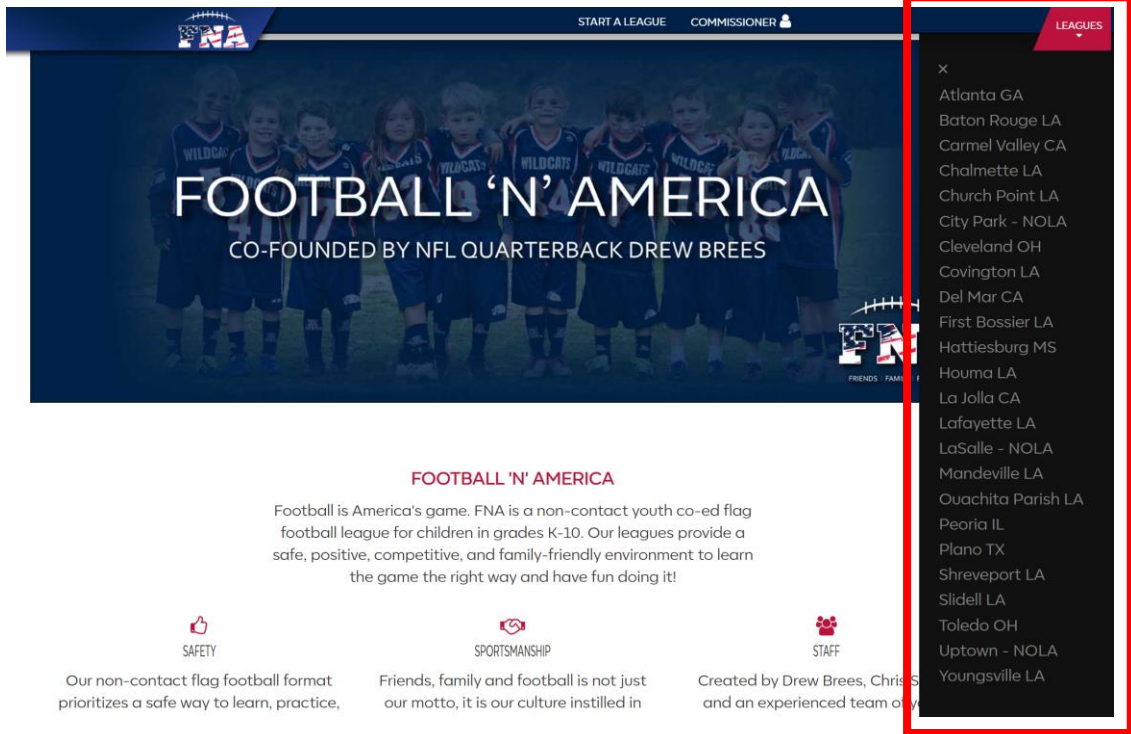 FNA
START A LEAGUE
COMMISSIONER
LEAGUES
×
Atlanta GA
Baton Rouge LA
Carmel Valley CA
Chalmette LA
Church Point LA
City Park - NOLA
Cleveland OH
Covington LA
Del Mar CA
First Bossier LA
Hattiesburg MS
Houma LA
La Jolla CA
Lafayette LA
LaSalle - NOLA
Mandeville LA
Ouachita Parish LA
Peoria IL
Plano TX
Shreveport LA
Slidell LA
Toledo OH
Uptown - NOLA
Youngsville LA
WILDCATS
WILDCATS
WILDCATS
FOOTBALL ‘N’ AMERICA
CO-FOUNDED BY NFL QUARTERBACK DREW BREES
FN
FRIENDS
FOOTBALL 'N' AMERICA
Football is America's game. FNA is a non-contact youth co-ed flag
football league for children in grades K-10. Our leagues provide a
safe, positive, competitive, and family-friendly environment to learn
the game the right way and have fun doing it!
SAFETY
Our non-contact flag football format
prioritizes a safe way to learn, practice,
SPORTSMANSHIP
Friends, family and football is not just
our motto, it is our culture instilled in
STAFF
Created by Drew Brees, Chris S
and an experienced team of y